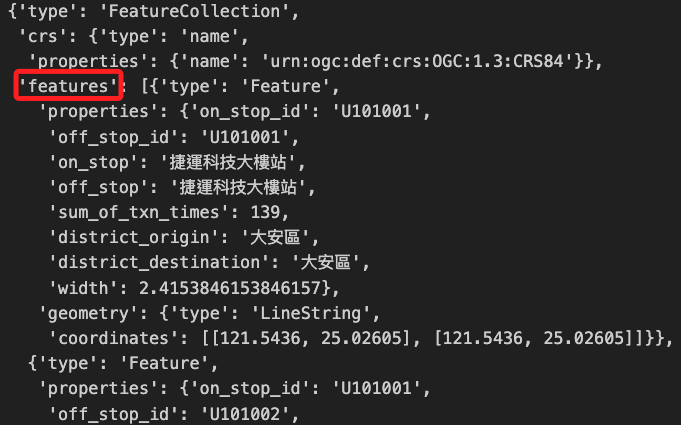 {'type': 'FeatureCollection',
'crs': {'type': 'name',
'properties': {'name': 'urn:ogc:def:crs:OGC:1.3:CRS84'}},
'features': [{'type': 'Feature',
'properties': {'on_stop_id': 'U101001',
'off_stop_id': 'U101001',
'on_stop': '捷運科技大樓站',
'off_stop': '捷運科技大樓站',
'sum_of_txn_times': 139,
'district_origin': '大安區',
'district_destination': '大安區',
'width': 2.4153846153846157},
'geometry': {'type': 'LineString',
'coordinates': [[121.5436, 25.02605], [121.5436, 25.02605]]}},
{'type': 'Feature',
'properties': {'on_stop_id': 'U101001',
'off_stop_id': 'U101002',